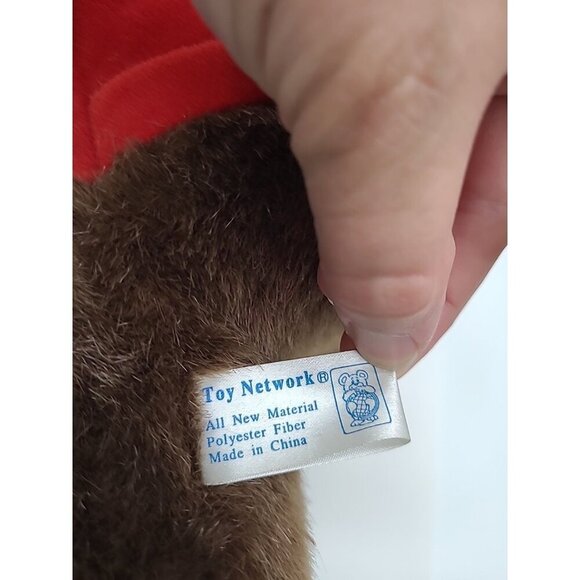 Toy Network®
All New Material
Polyester Fiber
Made in China